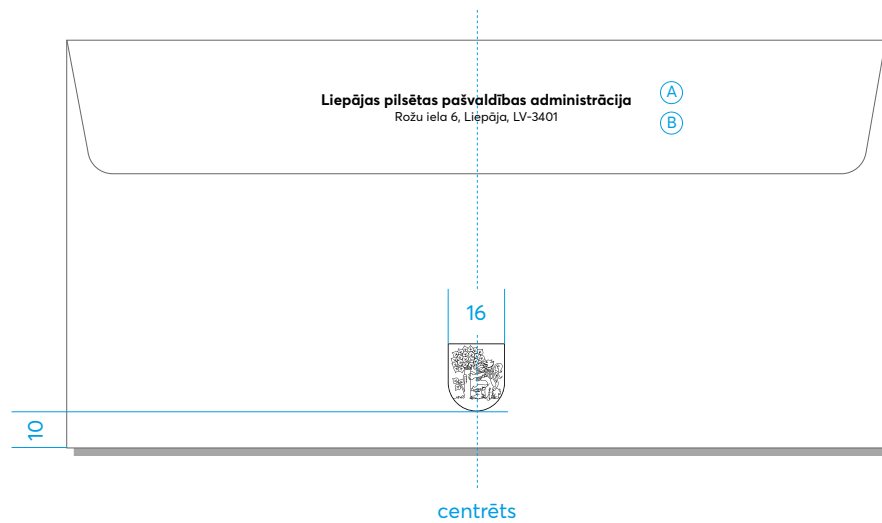 Liepājas pilsētas pašvaldības administrācija
A
Rožu iela 6, Liepāja, LV-3401
B
16
10
centrēts